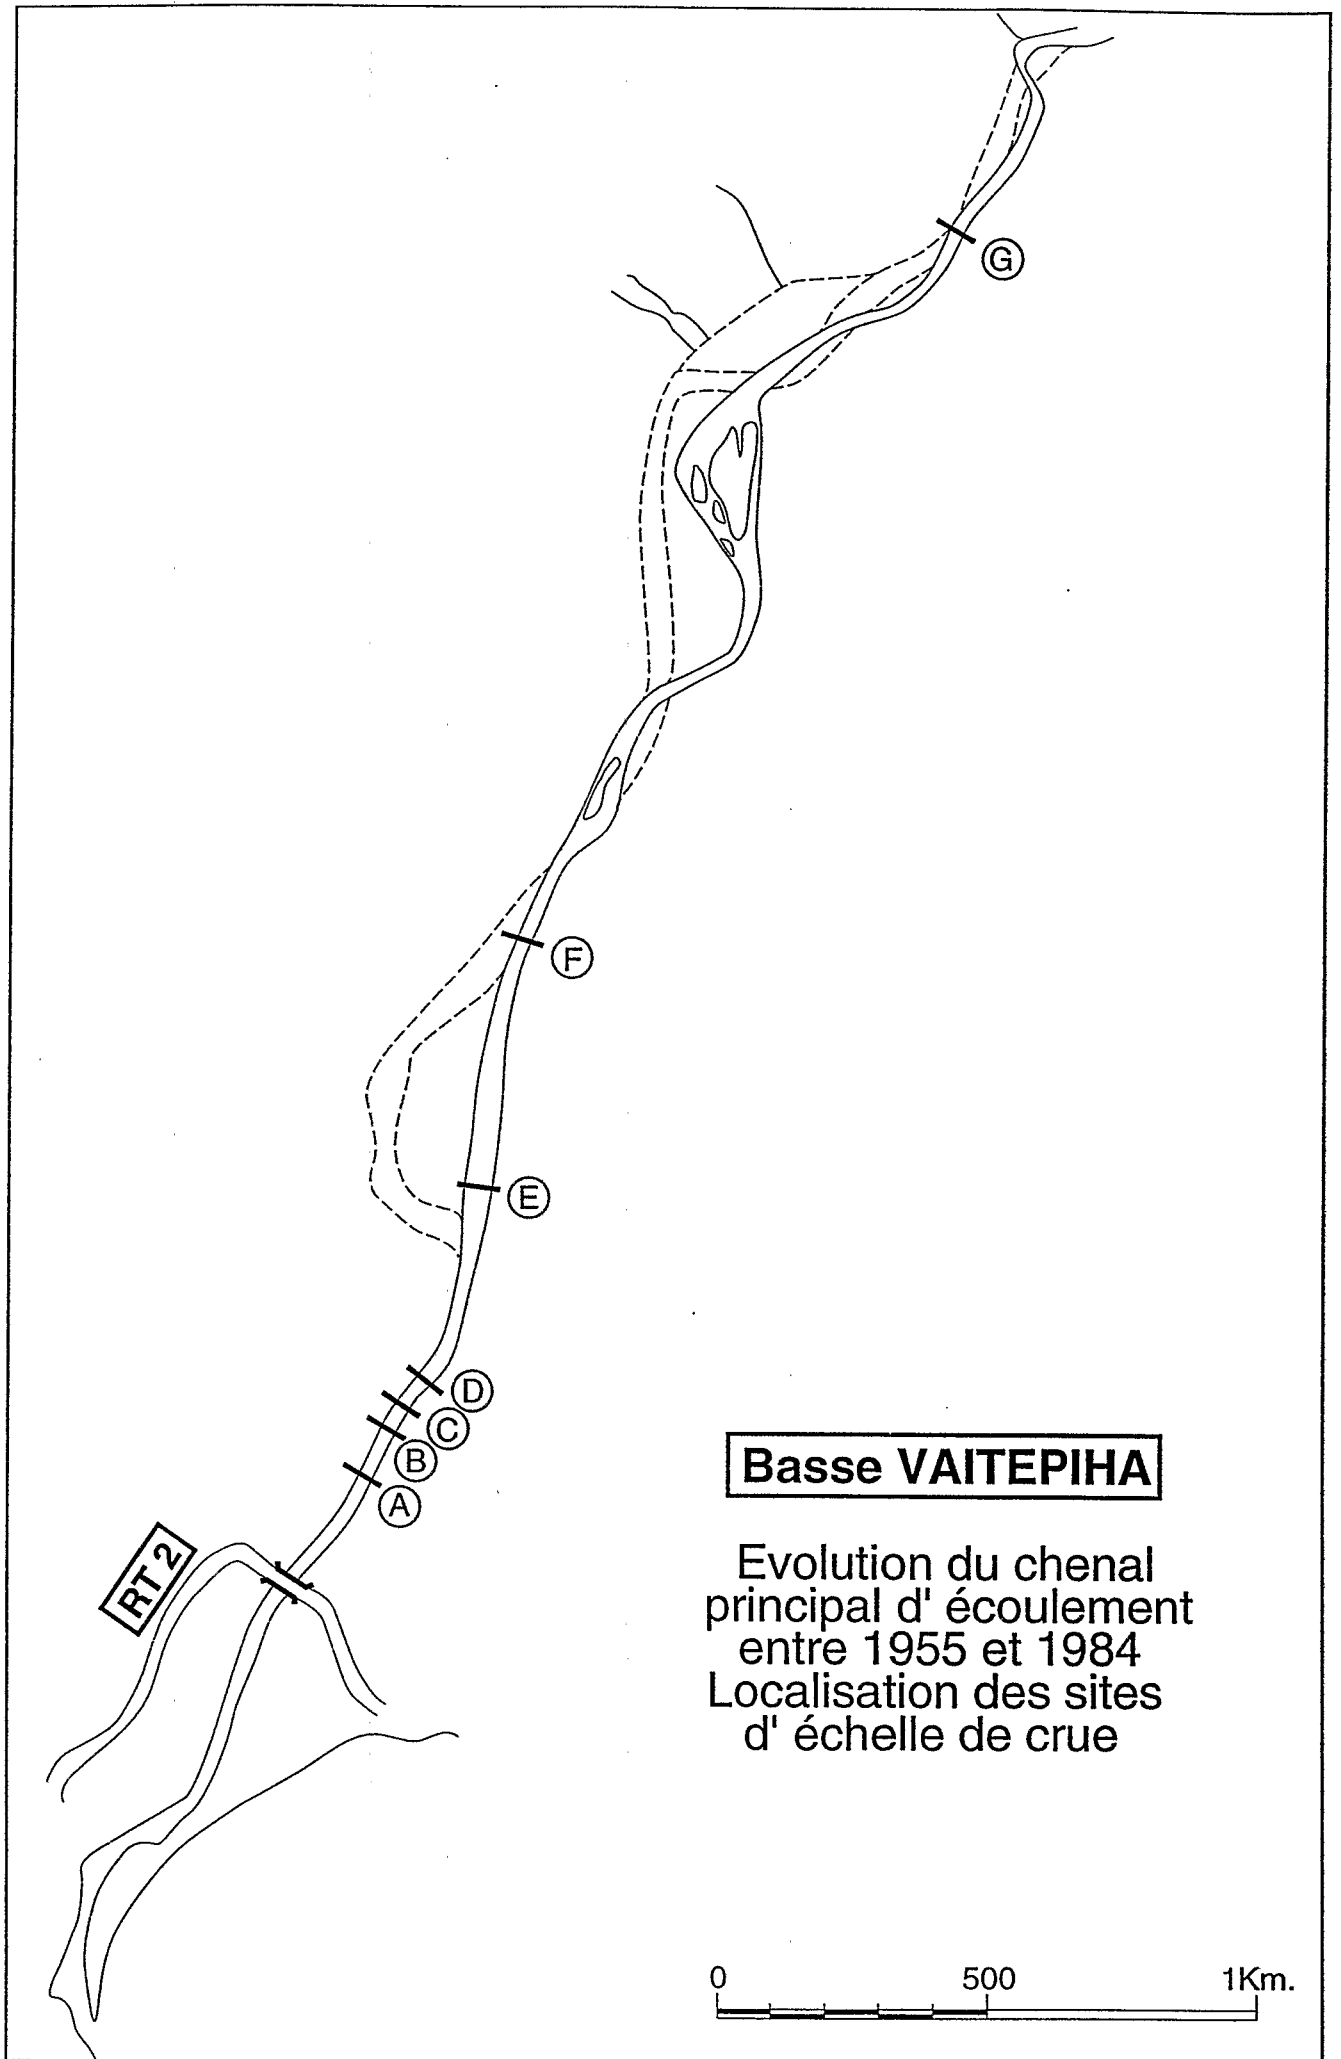 G
F
E
D
C
B
A
RT 2
Basse VAITEPIHA
Evolution du chenal
principal d' écoulement
entre 1955 et 1984
Localisation des sites
d' échelle de crue
0 500 1Km.